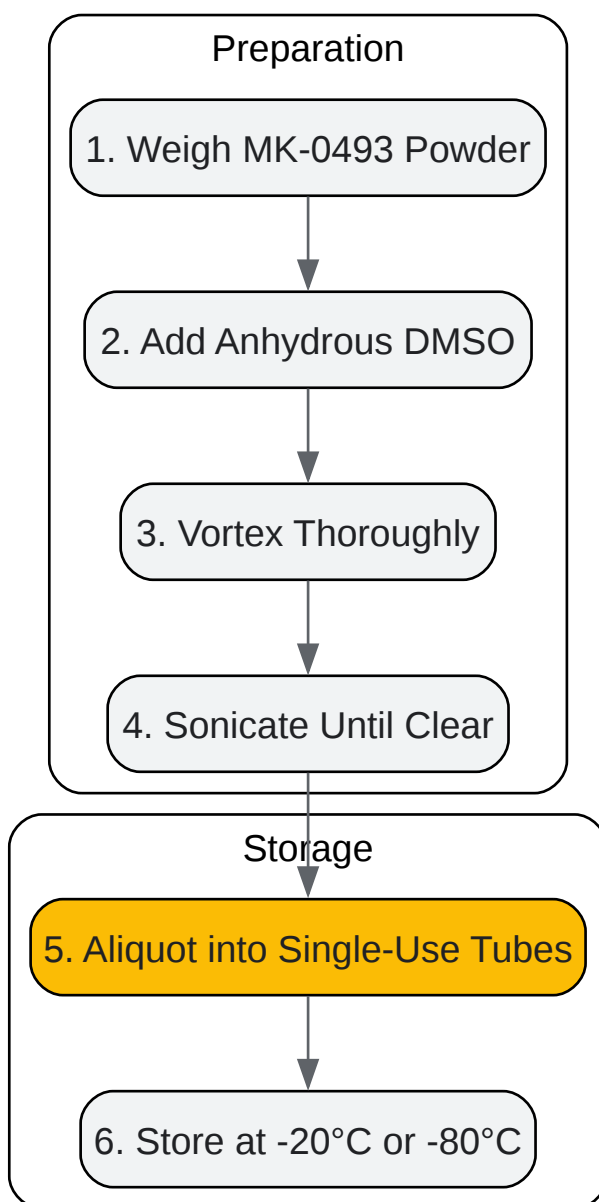 Preparation
1. Weigh MK-0493 Powder
2. Add Anhydrous DMSO
3. Vortex Thoroughly
4. Sonicate Until Clear
Storage
5. Aliquot into Single-Use Tubes
6. Store at -20°C or -80°C